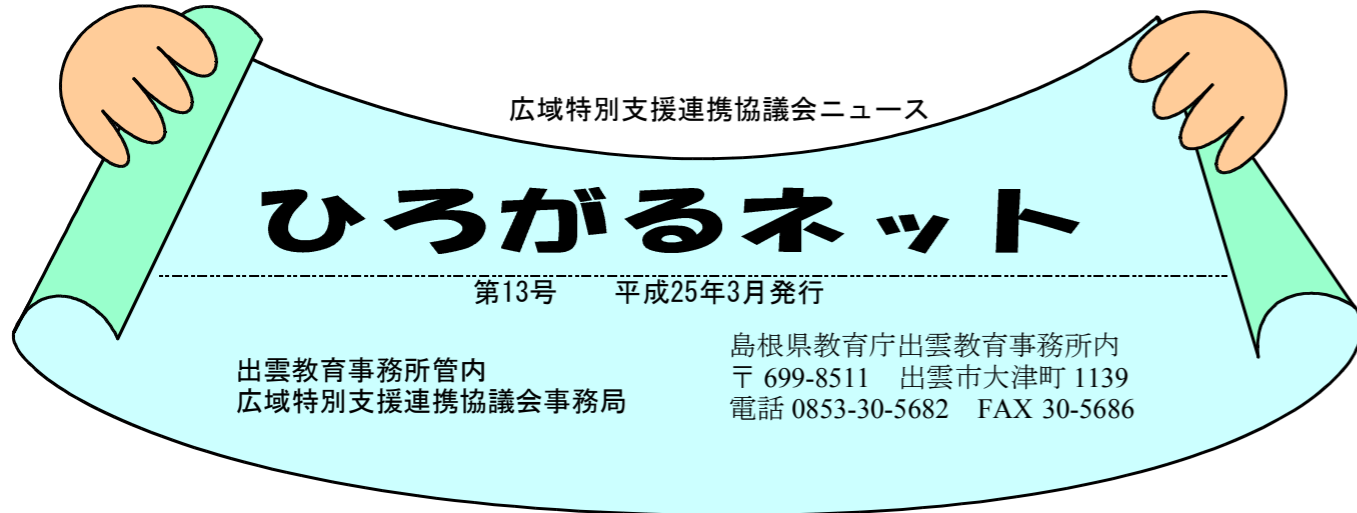 広域特別支援連携協議会ニュース
ひろがるネット
第13号　　平成25年3月発行
出雲教育事務所管内
広域特別支援連携協議会事務局
島根県教育庁出雲教育事務所内
〒 699-8511　出雲市大津町 1139
電話 0853-30-5682　FAX 30-5686